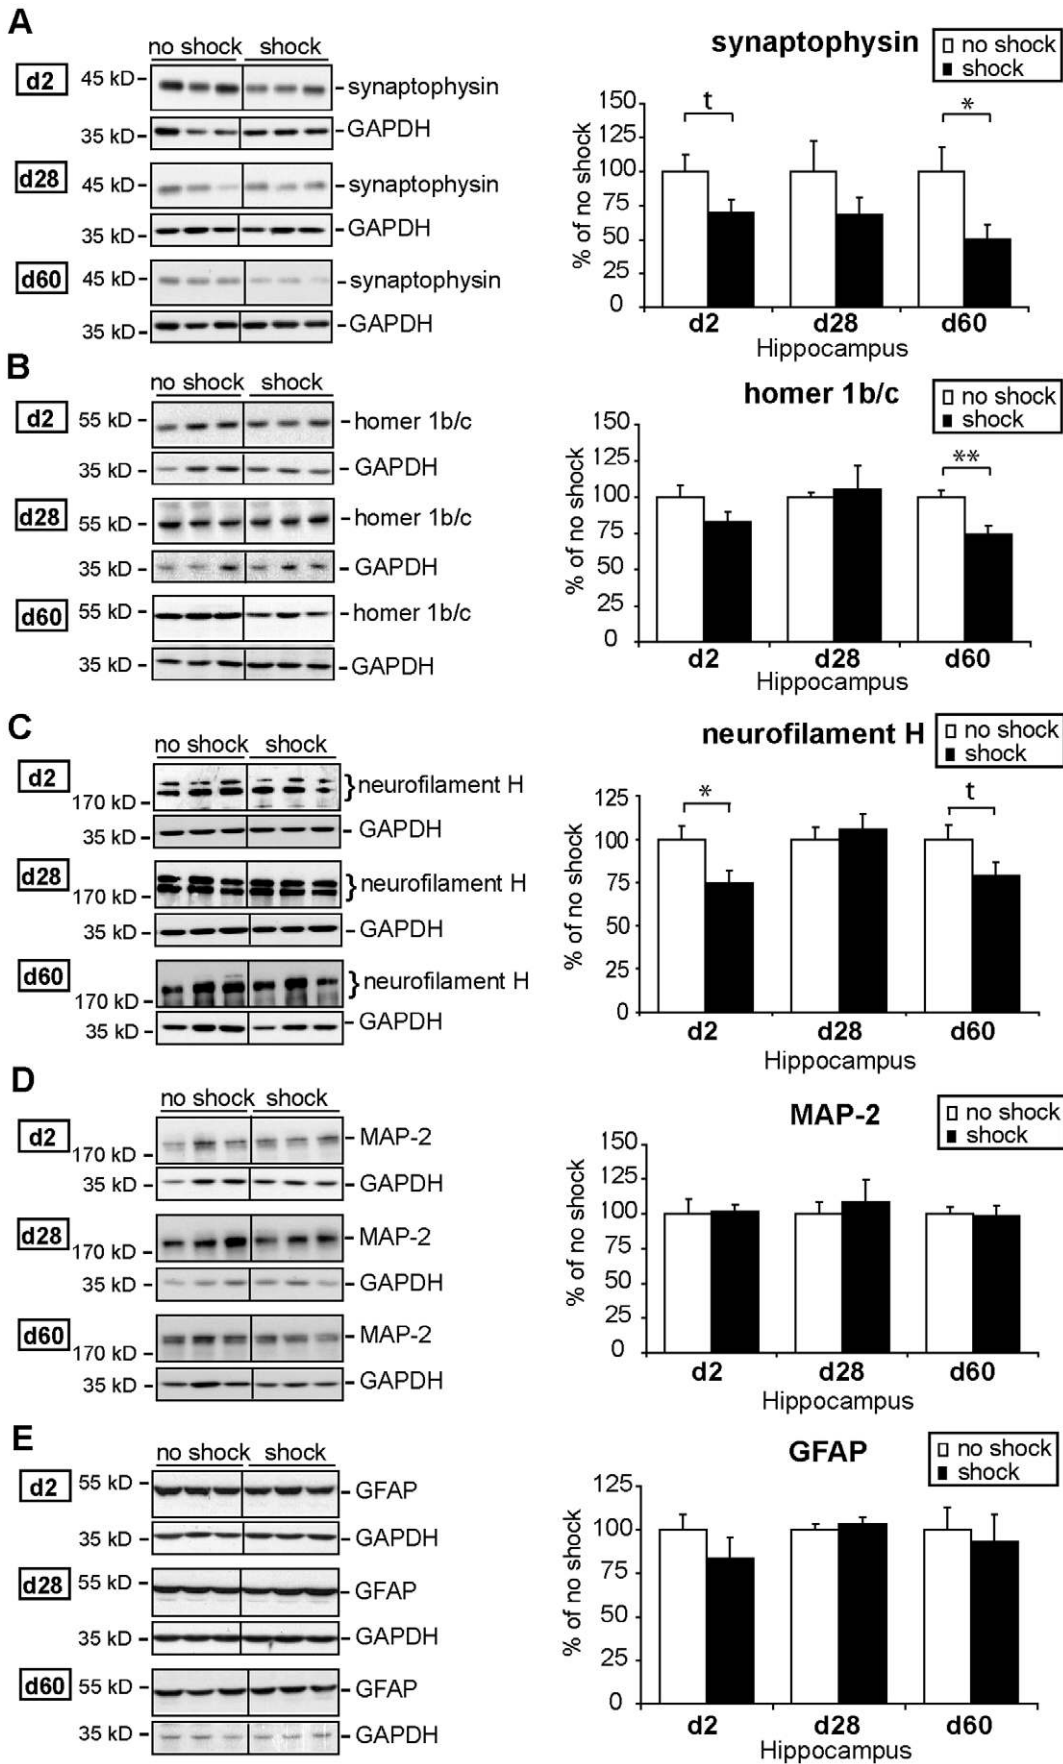 A
no shock shock
d2
45 kD
synaptophysin
35 kD
GAPDH
d28
45 kD
synaptophysin
35 kD
GAPDH
d60
45 kD
synaptophysin
35 kD
GAPDH
synaptophysin
no shock
shock
% of no shock
150
125
100
75
50
25
0
t
*
d2 d28 d60
Hippocampus
B
no shock shock
d2
55 kD
homer 1b/c
35 kD
GAPDH
d28
55 kD
homer 1b/c
35 kD
GAPDH
d60
55 kD
homer 1b/c
35 kD
GAPDH
homer 1b/c
no shock
shock
% of no shock
150
125
100
75
50
25
0
**
d2 d28 d60
Hippocampus
C
no shock shock
d2
neurofilament H
170 kD
35 kD
GAPDH
d28
neurofilament H
170 kD
35 kD
GAPDH
d60
neurofilament H
170 kD
35 kD
GAPDH
neurofilament H
no shock
shock
% of no shock
125
100
75
50
25
0
*
t
d2 d28 d60
Hippocampus
D
no shock shock
d2
MAP-2
170 kD
35 kD
GAPDH
d28
MAP-2
170 kD
35 kD
GAPDH
d60
MAP-2
170 kD
35 kD
GAPDH
MAP-2
no shock
shock
% of no shock
150
125
100
75
50
25
0
d2 d28 d60
Hippocampus
E
no shock shock
d2
55 kD
GFAP
35 kD
GAPDH
d28
55 kD
GFAP
35 kD
GAPDH
d60
55 kD
GFAP
35 kD
GAPDH
GFAP
no shock
shock
% of no shock
125
100
75
50
25
0
d2 d28 d60
Hippocampus